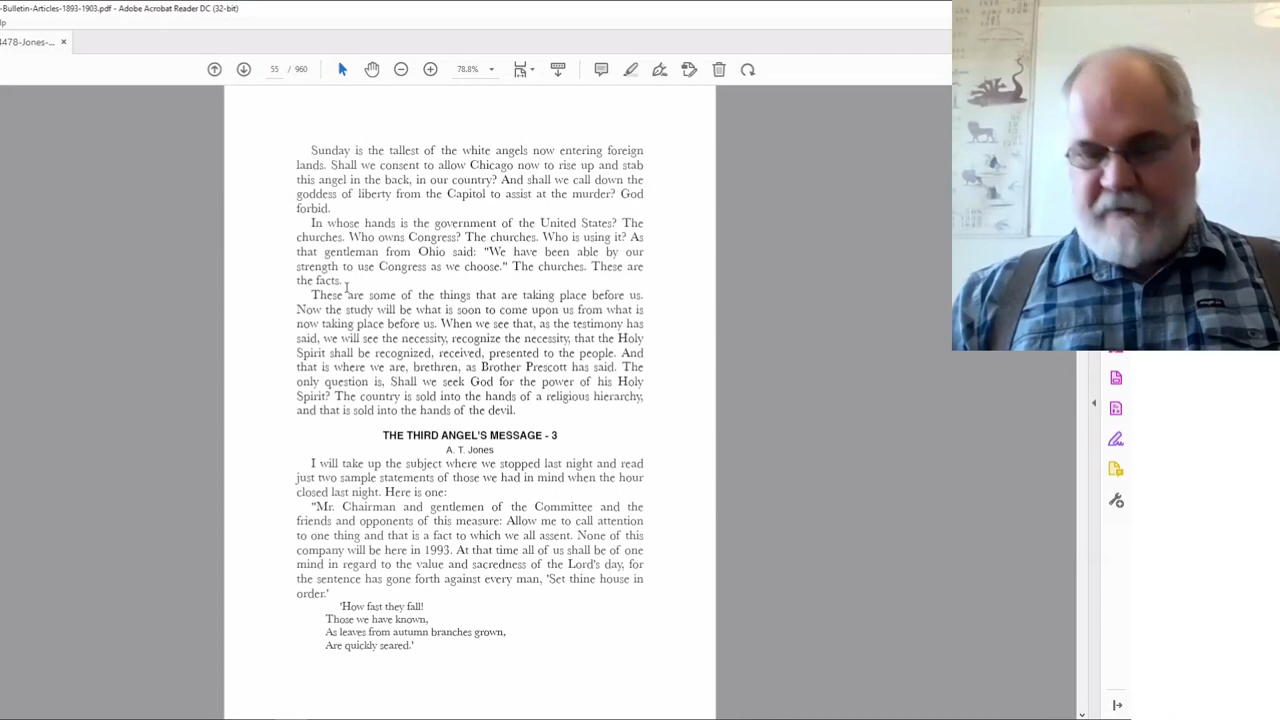 -Bulletin-Articles-1893-1903.pdf - Adobe Acrobat Reader DC (32-bit)
lp
4478-Jones-... ×
55 / 960
78.8%
Sunday is the tallest of the white angels now entering foreign
lands. Shall we consent to allow Chicago now to rise up and stab
this angel in the back, in our country? And shall we call down the
goddess of liberty from the Capitol to assist at the murder? God
forbid.
In whose hands is the government of the United States? The
churches. Who owns Congress? The churches. Who is using it? As
that gentleman from Ohio said: "We have been able by our
strength to use Congress as we choose." The churches. These are
the facts.
These are some of the things that are taking place before us.
Now the study will be what is soon to come upon us from what is
now taking place before us. When we see that, as the testimony has
said, we will see the necessity, recognize the necessity, that the Holy
Spirit shall be recognized, received, presented to the people. And
that is where we are, brethren, as Brother Prescott has said. The
only question is, Shall we seek God for the power of his Holy
Spirit? The country is sold into the hands of a religious hierarchy,
and that is sold into the hands of the devil.
THE THIRD ANGEL'S MESSAGE - 3
A. T. Jones
I will take up the subject where we stopped last night and read
just two sample statements of those we had in mind when the hour
closed last night. Here is one:
"Mr. Chairman and gentlemen of the Committee and the
friends and opponents of this measure: Allow me to call attention
to one thing and that is a fact to which we all assent. None of this
company will be here in 1993. At that time all of us shall be of one
mind in regard to the value and sacredness of the Lord's day, for
the sentence has gone forth against every man, 'Set thine house in
order.'
'How fast they fall!
Those we have known,
As leaves from autumn branches grown,
Are quickly seared.'